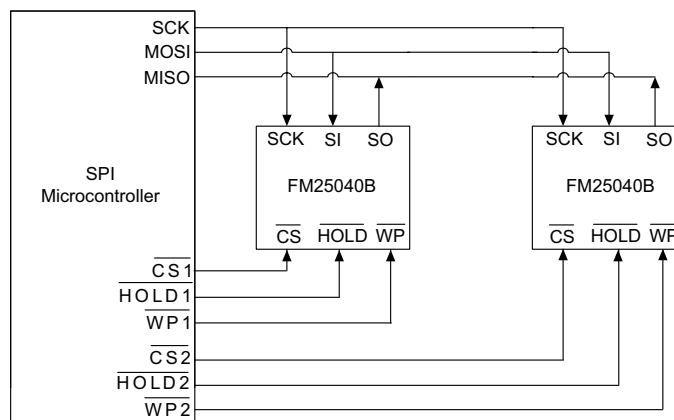 SCK
MOSI
MISO
SPI
Microcontroller
CS1
HOLD1
WP1
CS2
HOLD2
WP2
SCK SI SO
FM25040B
CS HOLD WP
SCK SI SO
FM25040B
CS HOLD WP